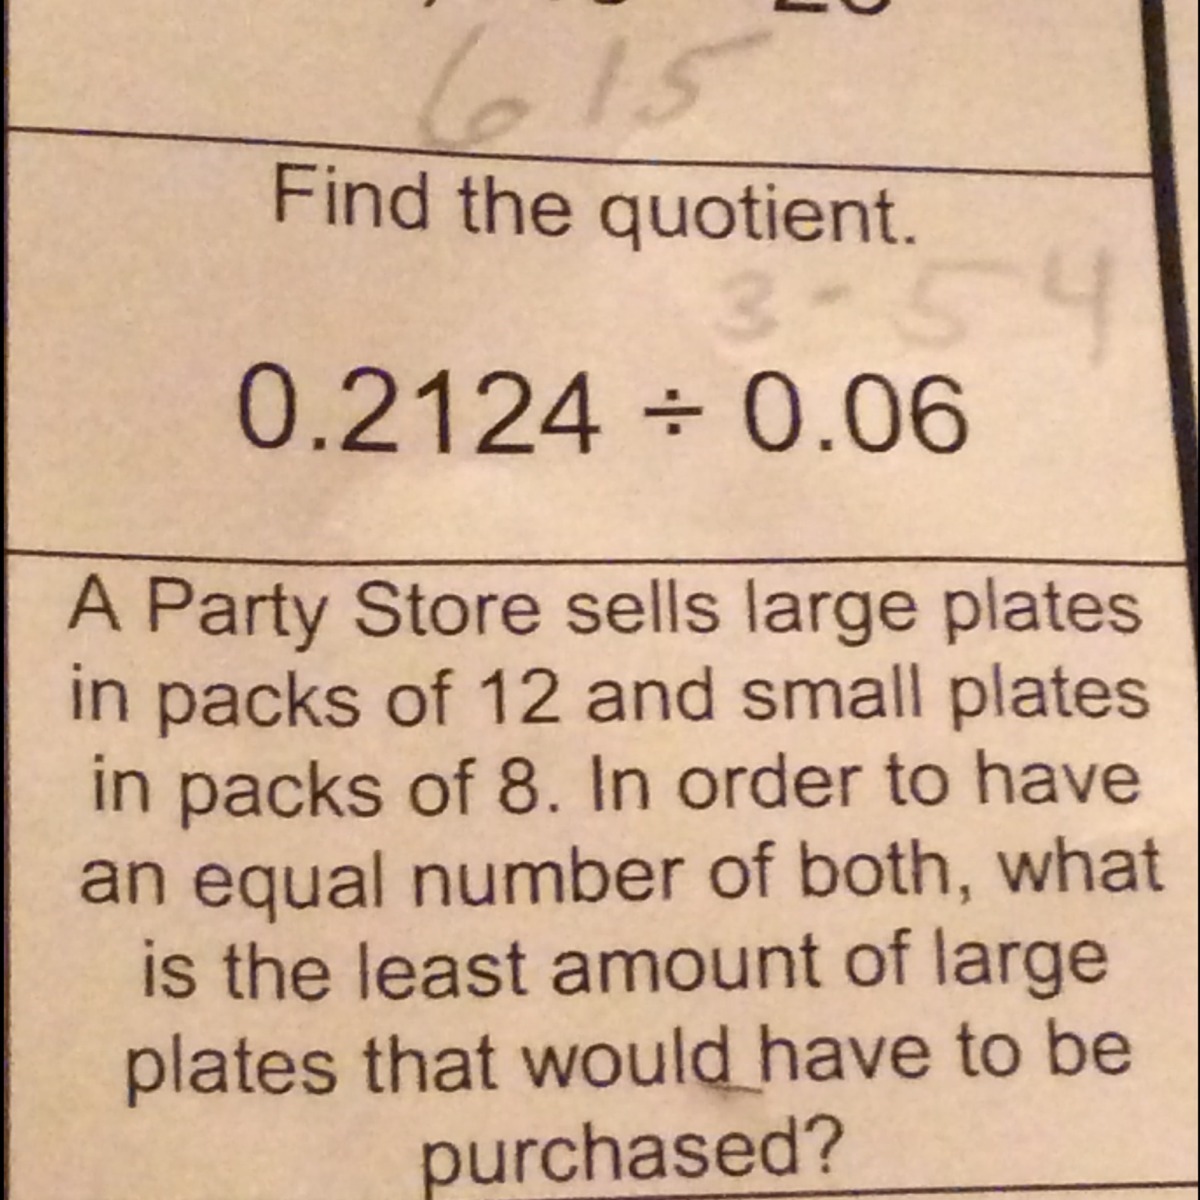 615
Find the quotient.
3-54
0.2124 ÷ 0.06
A Party Store sells large plates
in packs of 12 and small plates
in packs of 8. In order to have
an equal number of both, what
is the least amount of large
plates that would have to be
purchased?